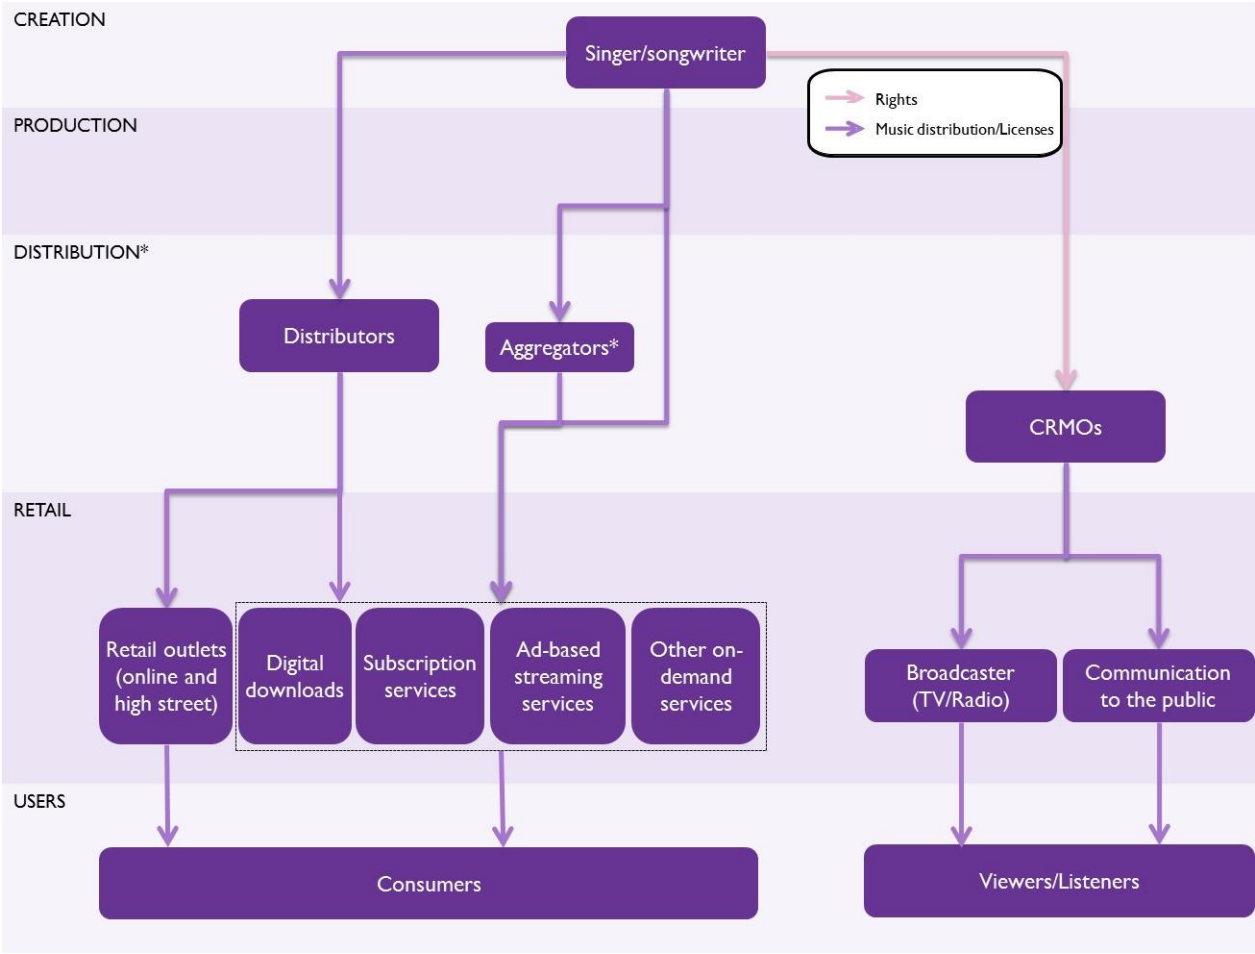 CREATION
Singer/songwriter
Rights
Music distribution/Licenses
PRODUCTION
DISTRIBUTION*
Distributors
Aggregators*
CRMOs
RETAIL
Retail outlets
(online and
high street)
Digital
downloads
Subscription
services
Ad-based
streaming
services
Other on-
demand
services
Broadcaster
(TV/Radio)
Communication
to the public
USERS
Consumers
Viewers/Listeners